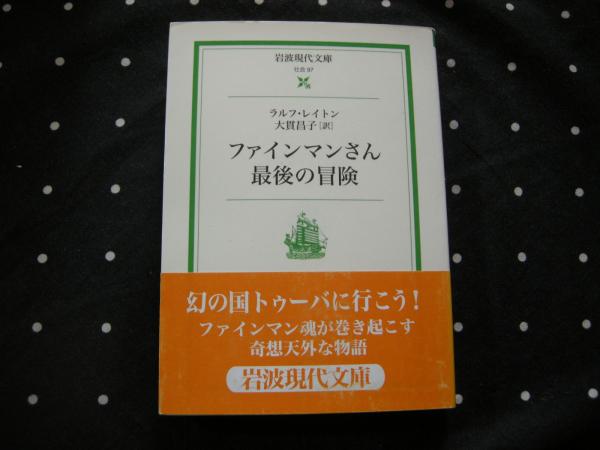 岩波現代文庫
社会 97
ラルフ・レイトン
大貫昌子［訳］
ファインマンさん
最後の冒険
幻の国トゥーバに行こう！
ファインマン魂が巻き起こす
奇想天外な物語
岩波現代文庫